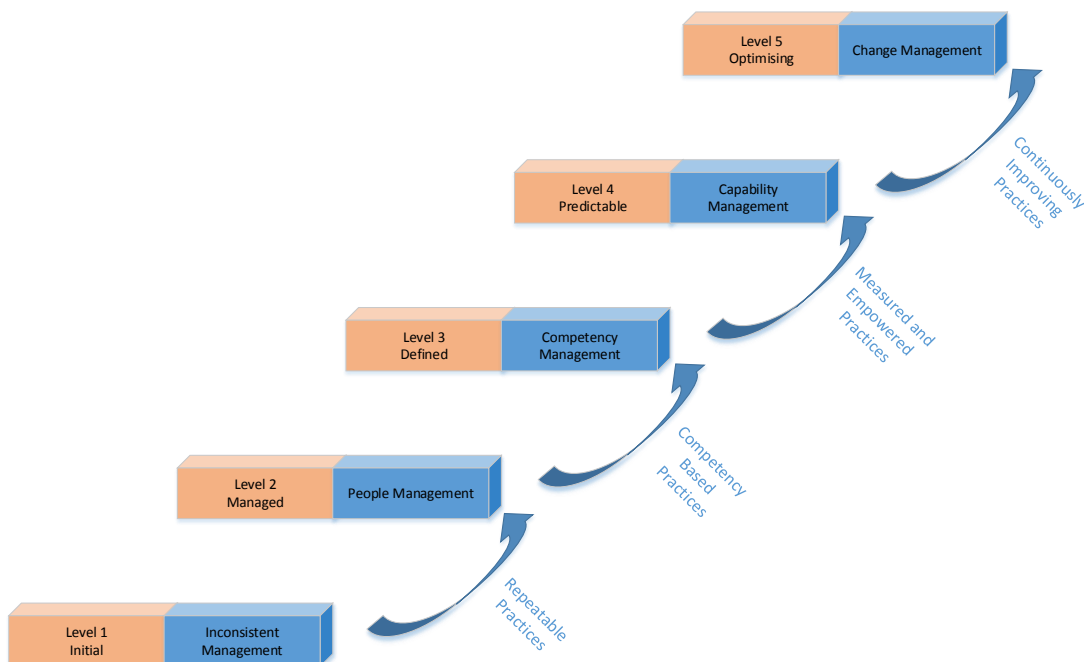 Level 5
Optimising
Change Management
Continuously
Improving
Practices
Level 4
Predictable
Capability
Management
Measured and
Empowered
Practices
Level 3
Defined
Competency
Management
Competency
Based
Practices
Level 2
Managed
People Management
Repeatable
Practices
Level 1
Initial
Inconsistent
Management